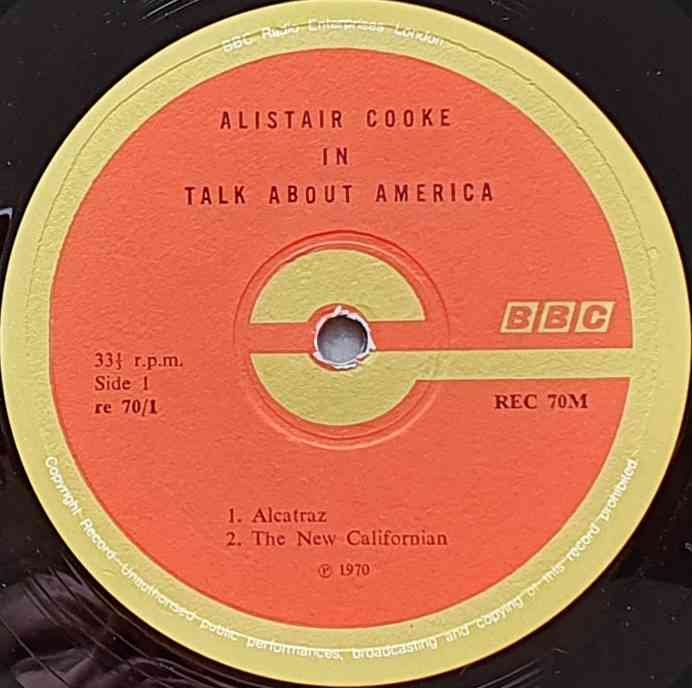 BBC Radio Enterprises London
ALISTAIR COOKE
IN
TALK ABOUT AMERICA
BBC
33⅓ r.p.m.
Side 1
re 70/1
REC 70M
1. Alcatraz
2. The New Californian
℗ 1970
Copyright Record—Unauthorised public performances, broadcasting and copying of this record prohibited